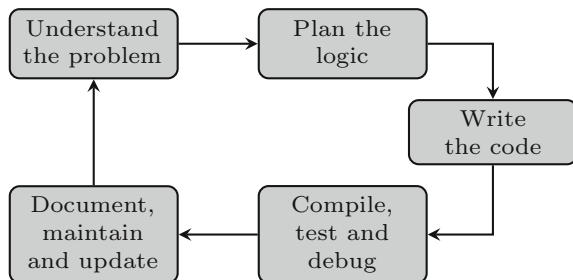 Understand
the problem
Plan the
logic
Write
the code
Compile,
test and
debug
Document,
maintain
and update